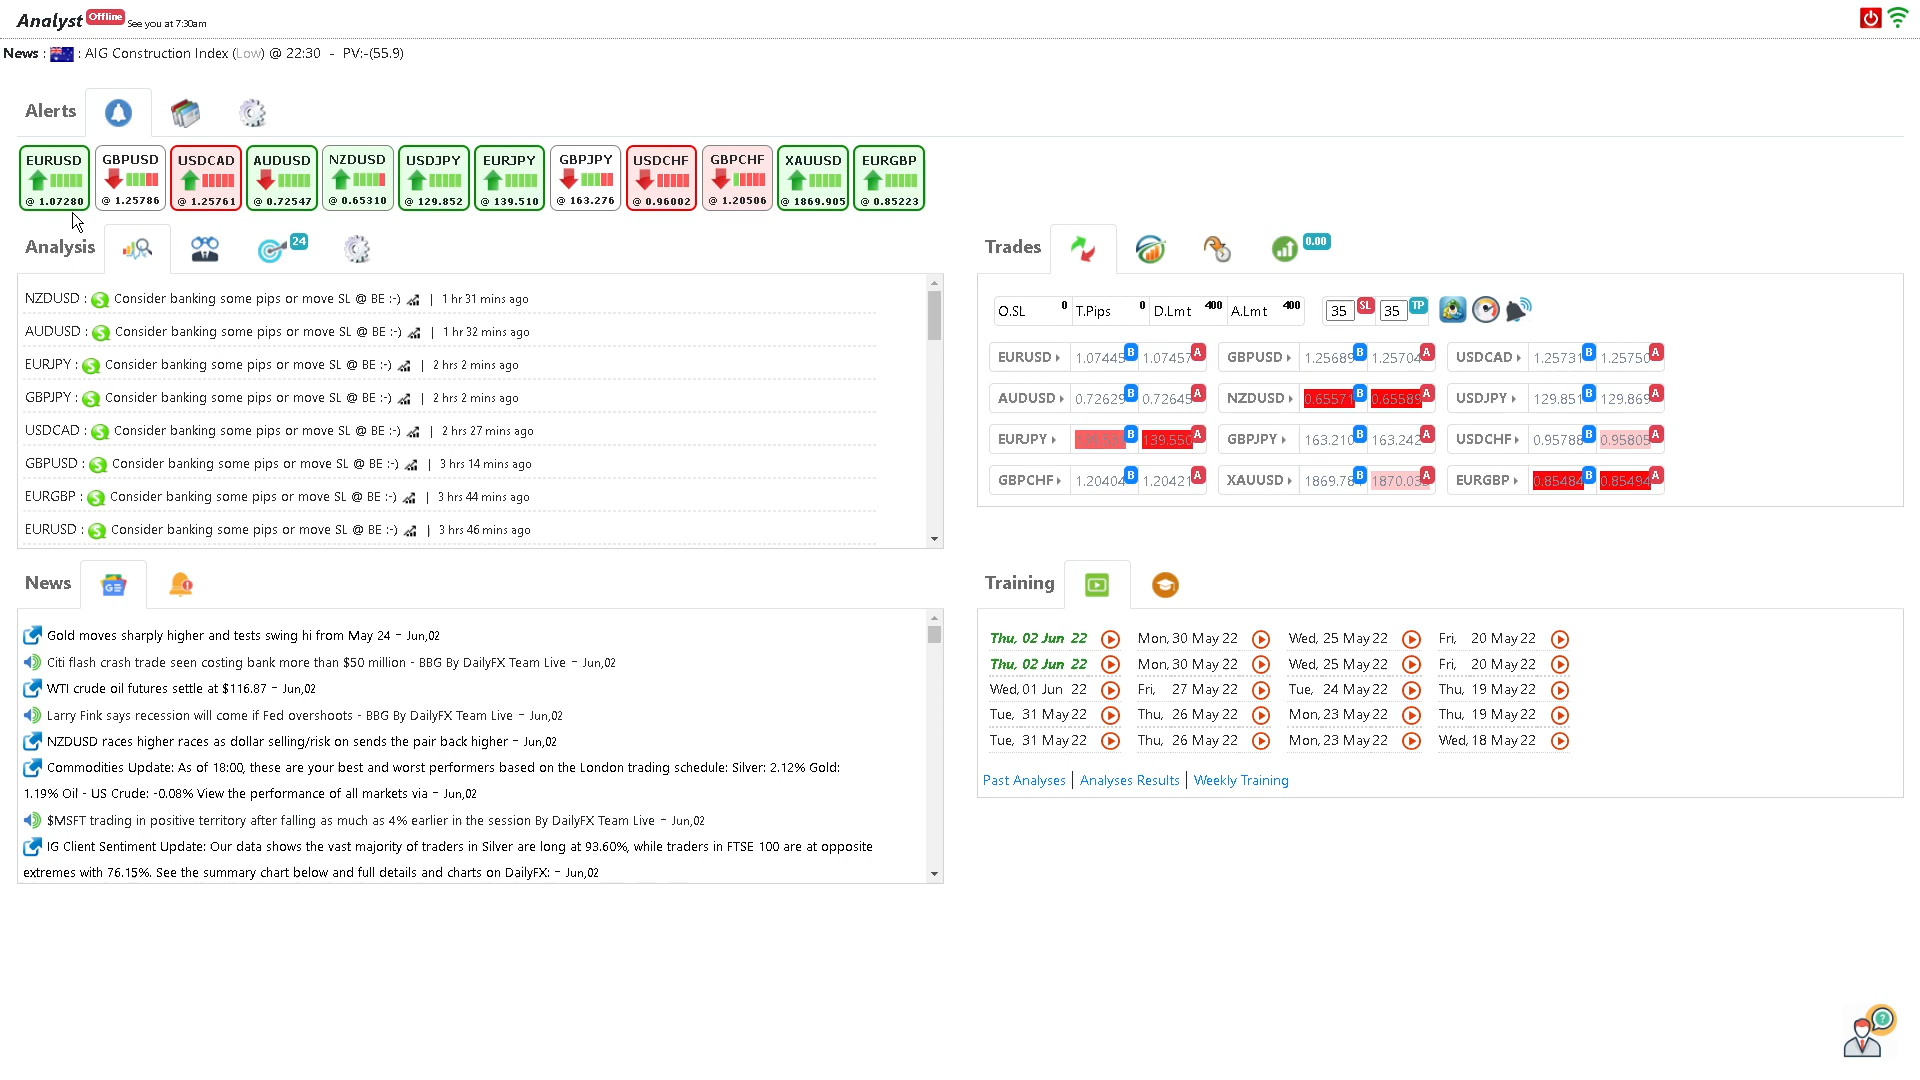 Analyst Offline See you at 7:30am
News : : AIG Construction Index (Low) @ 22:30 - PV:-(55.9)
Alerts
EURUSD GBPUSD USDCAD AUDUSD NZDUSD USDJPY EURJPY GBPJPY USDCHF GBPCHF XAUUSD EURGBP
@ 1.07280 @ 1.25786 @ 1.25761 @ 0.72547 @ 0.65310 @ 129.852 @ 139.510 @ 163.276 @ 0.96002 @ 1.20506 @ 1869.905 @ 0.85223
Analysis 24
NZDUSD : Consider banking some pips or move SL @ BE :-) | 1 hr 31 mins ago
AUDUSD : Consider banking some pips or move SL @ BE :-) | 1 hr 32 mins ago
EURJPY : Consider banking some pips or move SL @ BE :-) | 2 hrs 2 mins ago
GBPJPY : Consider banking some pips or move SL @ BE :-) | 2 hrs 2 mins ago
USDCAD : Consider banking some pips or move SL @ BE :-) | 2 hrs 27 mins ago
GBPUSD : Consider banking some pips or move SL @ BE :-) | 3 hrs 14 mins ago
EURGBP : Consider banking some pips or move SL @ BE :-) | 3 hrs 44 mins ago
EURUSD : Consider banking some pips or move SL @ BE :-) | 3 hrs 46 mins ago
Trades 0.00
O.SL 0 T.Pips 0 D.Lmt 400 A.Lmt 400 35 SL 35 TP
EURUSD 1.07445 B 1.07457 A GBPUSD 1.25689 B 1.25704 A USDCAD 1.25731 B 1.25750 A
AUDUSD 0.72629 B 0.72645 A NZDUSD 0.65571 B 0.65589 A USDJPY 129.851 B 129.869 A
EURJPY B 139.550 A GBPJPY 163.210 B 163.242 A USDCHF 0.95788 B 0.95805 A
GBPCHF 1.20404 B 1.20421 A XAUUSD 1869.78 B 1870.03 A EURGBP 0.85484 B 0.85494 A
News
Gold moves sharply higher and tests swing hi from May 24 - Jun,02
Citi flash crash trade seen costing bank more than $50 million - BBG By DailyFX Team Live - Jun,02
WTI crude oil futures settle at $116.87 - Jun,02
Larry Fink says recession will come if Fed overshoots - BBG By DailyFX Team Live - Jun,02
NZDUSD races higher races as dollar selling/risk on sends the pair back higher - Jun,02
Commodities Update: As of 18:00, these are your best and worst performers based on the London trading schedule: Silver: 2.12% Gold:
1.19% Oil - US Crude: -0.08% View the performance of all markets via - Jun,02
$MSFT trading in positive territory after falling as much as 4% earlier in the session By DailyFX Team Live - Jun,02
IG Client Sentiment Update: Our data shows the vast majority of traders in Silver are long at 93.60%, while traders in FTSE 100 are at opposite
extremes with 76.15%. See the summary chart below and full details and charts on DailyFX: - Jun,02
Training
Thu, 02 Jun 22 Mon, 30 May 22 Wed, 25 May 22 Fri, 20 May 22
Thu, 02 Jun 22 Mon, 30 May 22 Wed, 25 May 22 Fri, 20 May 22
Wed, 01 Jun 22 Fri, 27 May 22 Tue, 24 May 22 Thu, 19 May 22
Tue, 31 May 22 Thu, 26 May 22 Mon, 23 May 22 Thu, 19 May 22
Tue, 31 May 22 Thu, 26 May 22 Mon, 23 May 22 Wed, 18 May 22
Past Analyses | Analyses Results | Weekly Training